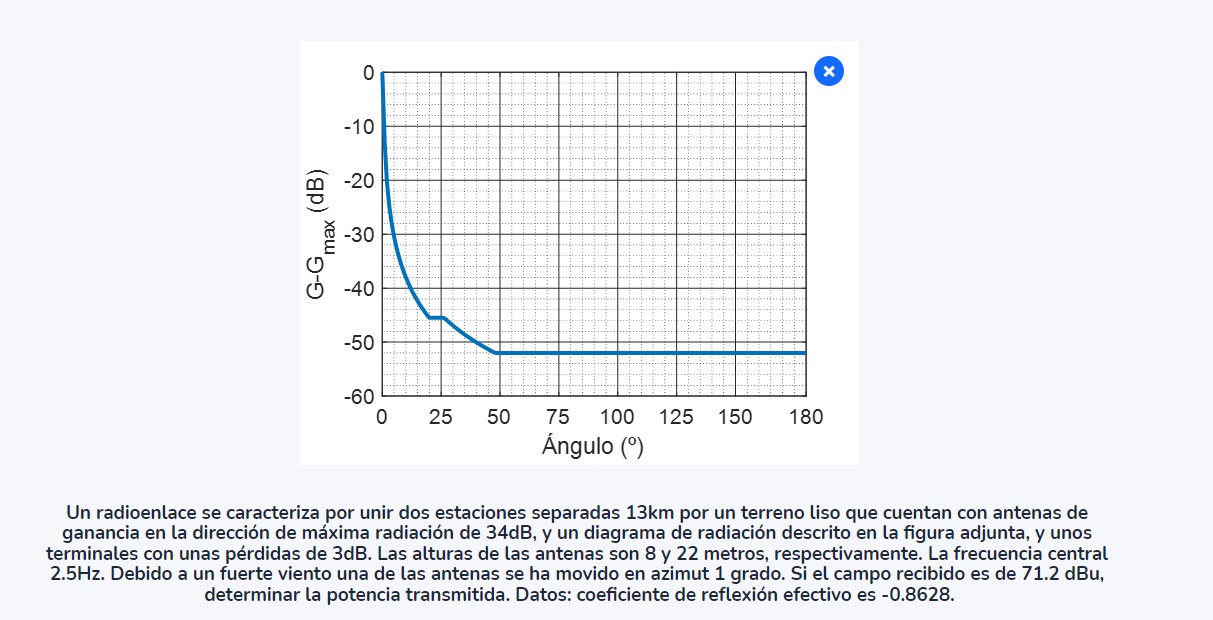 0
-10
-20
-30
-40
-50
-60
G-Gmax (dB)
0 25 50 75 100 125 150 180
Ángulo (º)
Un radioenlace se caracteriza por unir dos estaciones separadas 13km por un terreno liso que cuentan con antenas de
ganancia en la dirección de máxima radiación de 34dB, y un diagrama de radiación descrito en la figura adjunta, y unos
terminales con unas pérdidas de 3dB. Las alturas de las antenas son 8 y 22 metros, respectivamente. La frecuencia central
2.5Hz. Debido a un fuerte viento una de las antenas se ha movido en azimut 1 grado. Si el campo recibido es de 71.2 dBu,
determinar la potencia transmitida. Datos: coeficiente de reflexión efectivo es -0.8628.